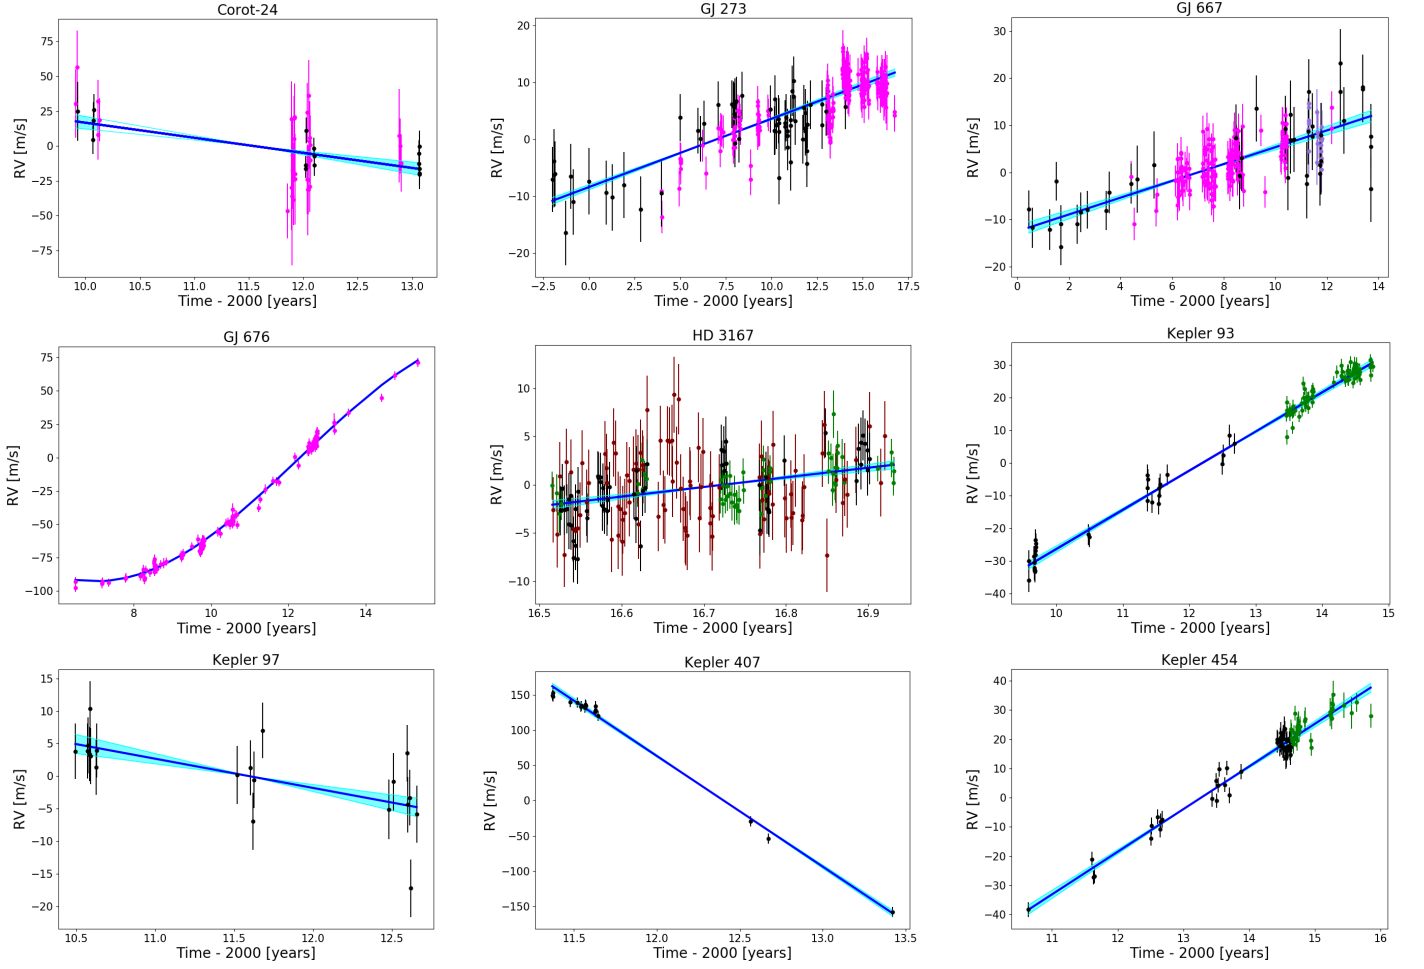 Corot-24
GJ 273
GJ 667
RV [m/s]
75
50
25
0
−25
−50
−75
10.0 10.5 11.0 11.5 12.0 12.5 13.0
Time - 2000 [years]
RV [m/s]
20
10
0
−10
−20
−2.5 0.0 2.5 5.0 7.5 10.0 12.5 15.0 17.5
Time - 2000 [years]
RV [m/s]
30
20
10
0
−10
−20
0 2 4 6 8 10 12 14
Time - 2000 [years]
GJ 676
HD 3167
Kepler 93
RV [m/s]
75
50
25
0
−25
−50
−75
−100
8 10 12 14
Time - 2000 [years]
RV [m/s]
10
5
0
−5
−10
16.5 16.6 16.7 16.8 16.9
Time - 2000 [years]
RV [m/s]
30
20
10
0
−10
−20
−30
−40
10 11 12 13 14 15
Time - 2000 [years]
Kepler 97
Kepler 407
Kepler 454
RV [m/s]
15
10
5
0
−5
−10
−15
−20
10.5 11.0 11.5 12.0 12.5
Time - 2000 [years]
RV [m/s]
150
100
50
0
−50
−100
−150
11.5 12.0 12.5 13.0 13.5
Time - 2000 [years]
RV [m/s]
40
30
20
10
0
−10
−20
−30
−40
11 12 13 14 15 16
Time - 2000 [years]